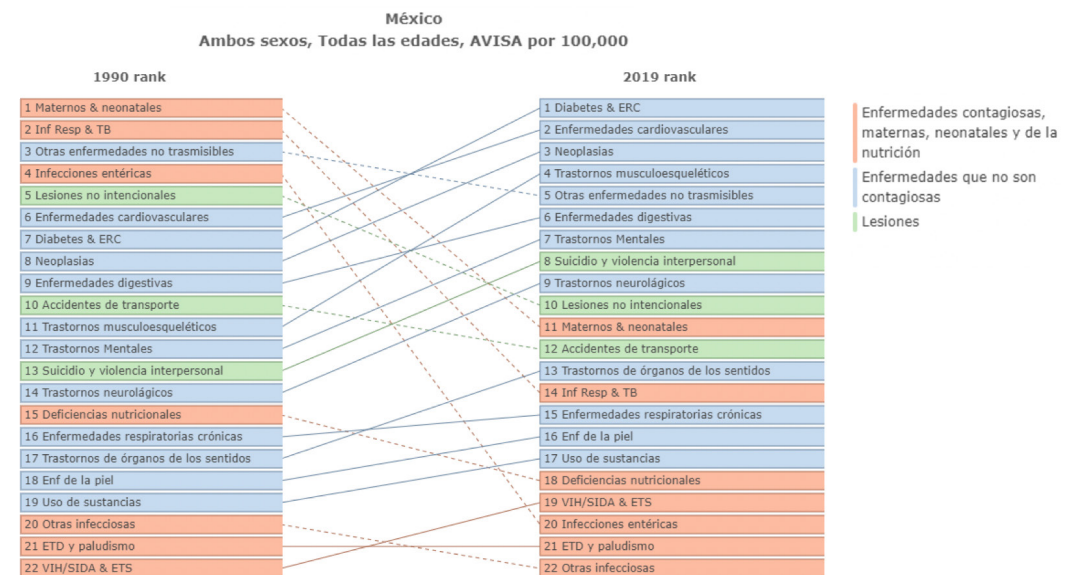 México
Ambos sexos, Todas las edades, AVISA por 100,000
1990 rank
1 Maternos & neonatales
2 Inf Resp & TB
3 Otras enfermedades no trasmisibles
4 Infecciones entéricas
5 Lesiones no intencionales
6 Enfermedades cardiovasculares
7 Diabetes & ERC
8 Neoplasias
9 Enfermedades digestivas
10 Accidentes de transporte
11 Trastornos musculoesqueléticos
12 Trastornos Mentales
13 Suicidio y violencia interpersonal
14 Trastornos neurológicos
15 Deficiencias nutricionales
16 Enfermedades respiratorias crónicas
17 Trastornos de órganos de los sentidos
18 Enf de la piel
19 Uso de sustancias
20 Otras infecciosas
21 ETD y paludismo
22 VIH/SIDA & ETS
2019 rank
1 Diabetes & ERC
2 Enfermedades cardiovasculares
3 Neoplasias
4 Trastornos musculoesqueléticos
5 Otras enfermedades no trasmisibles
6 Enfermedades digestivas
7 Trastornos Mentales
8 Suicidio y violencia interpersonal
9 Trastornos neurológicos
10 Lesiones no intencionales
11 Maternos & neonatales
12 Accidentes de transporte
13 Trastornos de órganos de los sentidos
14 Inf Resp & TB
15 Enfermedades respiratorias crónicas
16 Enf de la piel
17 Uso de sustancias
18 Deficiencias nutricionales
19 VIH/SIDA & ETS
20 Infecciones entéricas
21 ETD y paludismo
22 Otras infecciosas
Enfermedades contagiosas,
maternas, neonatales y de la
nutrición
Enfermedades que no son
contagiosas
Lesiones